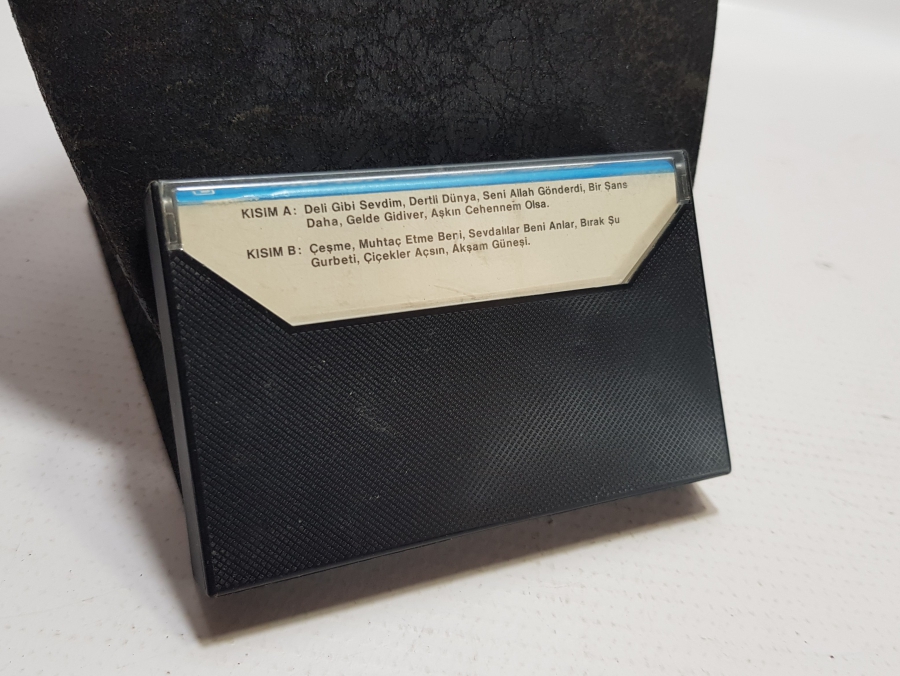 KISIM A: Deli Gibi Sevdim, Dertli Dünya, Seni Allah Gönderdi, Bir Şans
Daha, Gelde Gidiver, Aşkın Cehennem Olsa.
KISIM B: Çeşme, Muhtaç Etme Beni, Sevdalılar Beni Anlar, Bırak Şu
Gurbeti, Çiçekler Açsın, Akşam Güneşi.